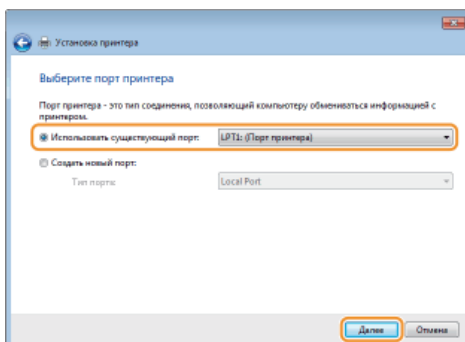 Установка принтера
Выберите порт принтера
Порт принтера - это тип соединения, позволяющий компьютеру обмениваться информацией с
принтером.
Использовать существующий порт: LPT1: (Порт принтера)
Создать новый порт:
Тип порта: Local Port
Далее Отмена